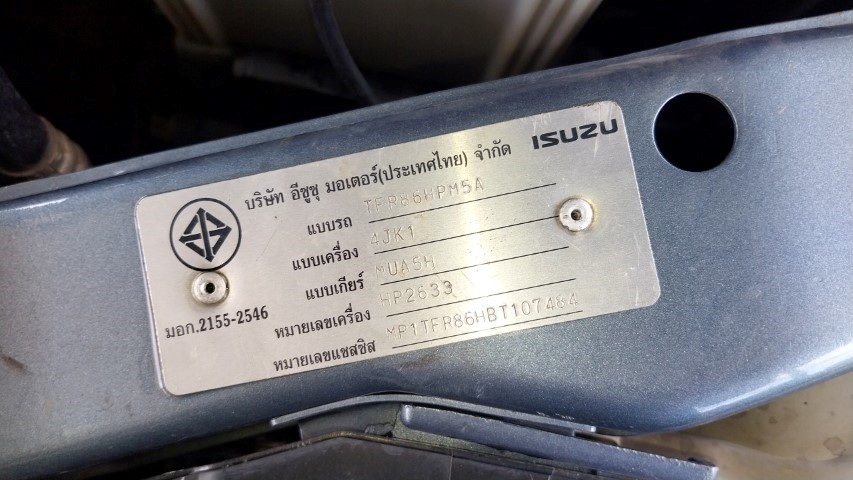 ISUZU
บริษัท อีซูซุ มอเตอร์(ประเทศไทย) จำกัด
แบบรถ TFR86HPM5A
แบบเครื่อง 4JK1
แบบเกียร์ MUA5H
หมายเลขเครื่อง HP2633
หมายเลขแชสซิส MP1TFR86HBT107484
มอก.2155-2546